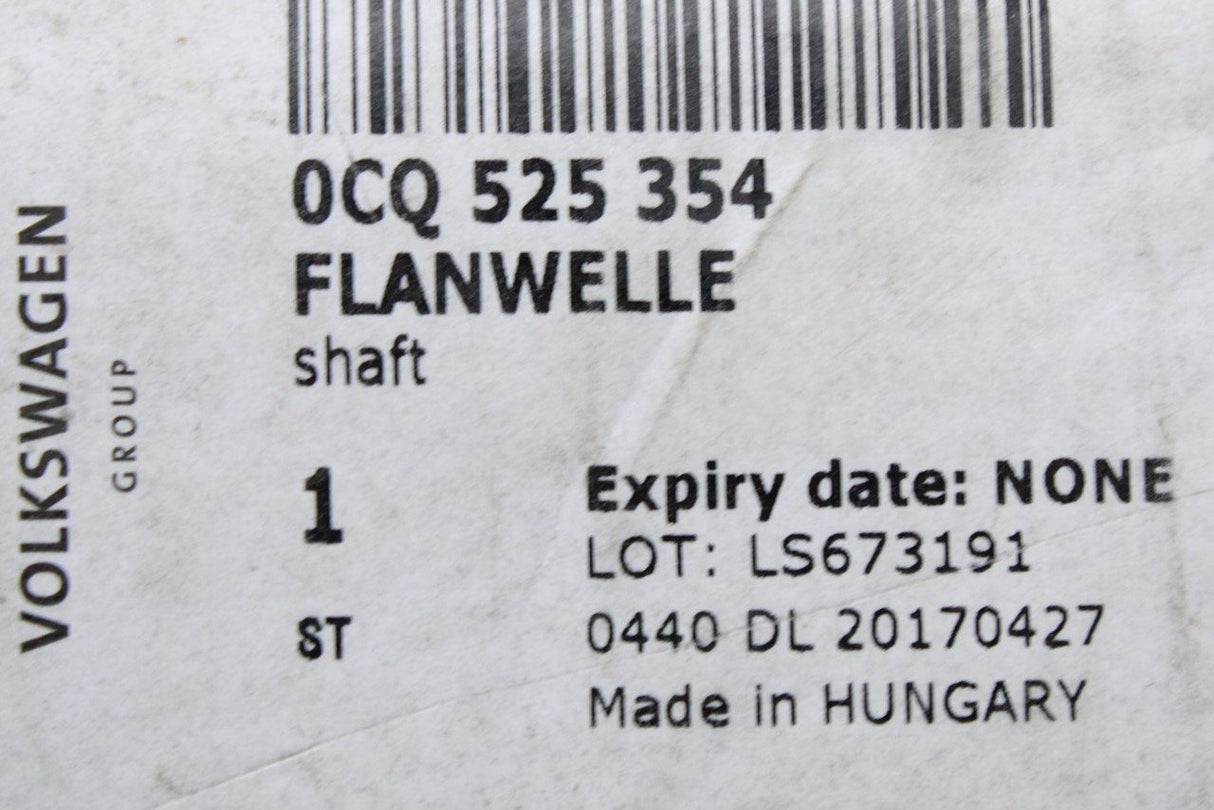 0CQ 525 354
FLANWELLE
shaft
VOLKSWAGEN
GROUP
1
ST
Expiry date: NONE
LOT: LS673191
0440 DL 20170427
Made in HUNGARY